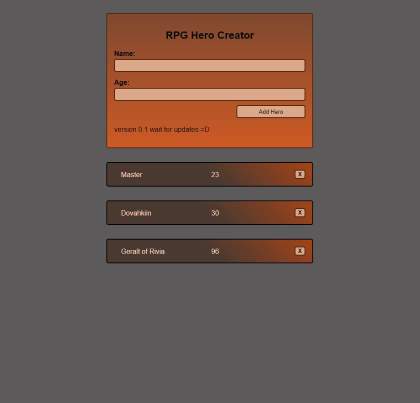 RPG Hero Creator
Name:
Age:
Add Hero
version 0.1 wait for updates =D
Master 23 X
Dovahkiin 30 X
Geralt of Rivia 96 X